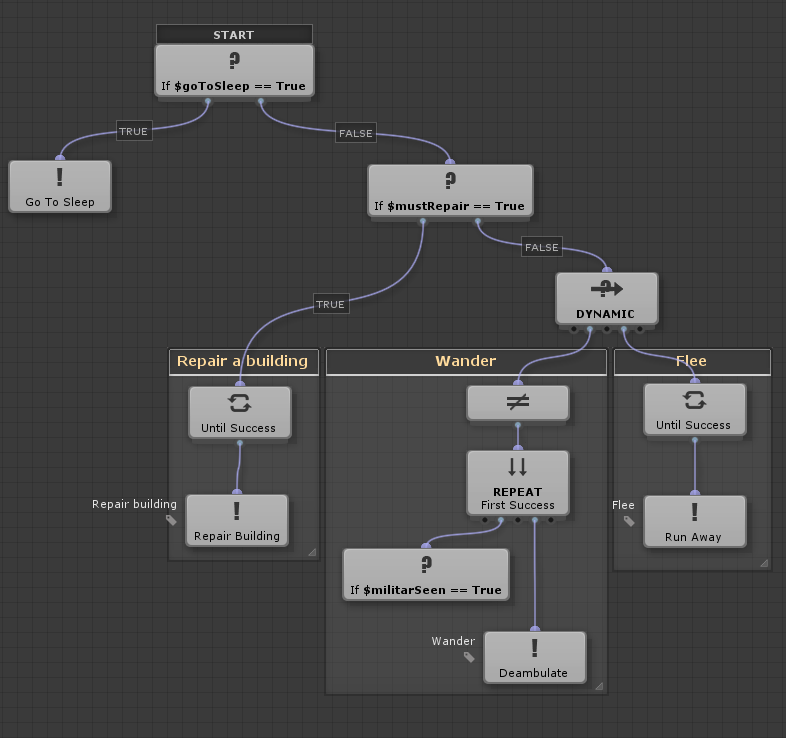 START
If $goToSleep == True
TRUE
FALSE
Go To Sleep
If $mustRepair == True
FALSE
TRUE
DYNAMIC
Repair a building
Wander
Flee
Until Success
Until Success
REPEAT
First Success
Repair building
Repair Building
Flee
Run Away
If $militarSeen == True
Wander
Deambulate